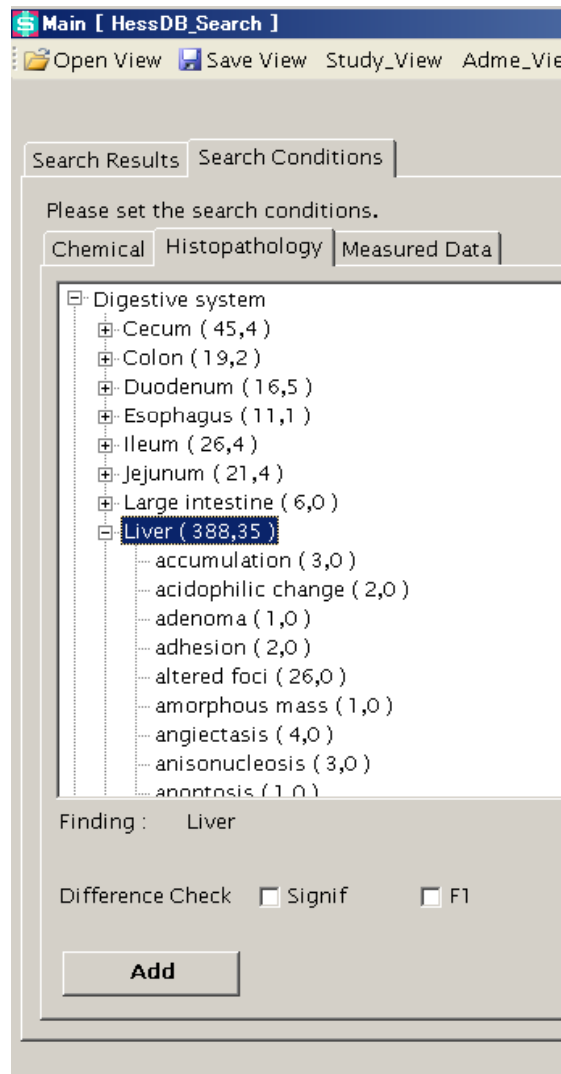 Main [ HessDB_Search ]
Open View Save View Study_View Adme_Vie
Search Results Search Conditions
Please set the search conditions.
Chemical Histopathology Measured Data
Digestive system
Cecum ( 45,4 )
Colon ( 19,2 )
Duodenum ( 16,5 )
Esophagus ( 11,1 )
Ileum ( 26,4 )
Jejunum ( 21,4 )
Large intestine ( 6,0 )
Liver ( 388,35 )
accumulation ( 3,0 )
acidophilic change ( 2,0 )
adenoma ( 1,0 )
adhesion ( 2,0 )
altered foci ( 26,0 )
amorphous mass ( 1,0 )
angiectasis ( 4,0 )
anisonucleosis ( 3,0 )
apoptosis ( 1,0 )
Finding : Liver
Difference Check Signif F1
Add